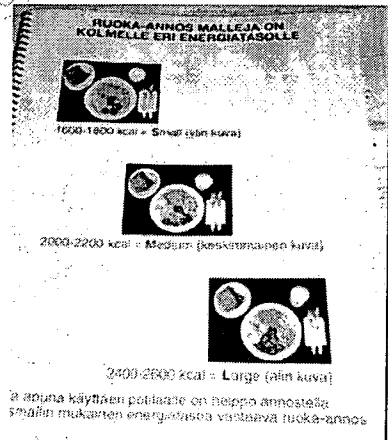 RUOKA-ANNOS MALLEJA ON
KOLMELLE ERI ENERGIATASOLLE
1600-1800 kcal = Small (ylin kuva)
2000-2200 kcal = Medium (keskimmäinen kuva)
2400-2600 kcal = Large (alin kuva)
apuna käyttäen potilaalle on helppo annostella
mukainen energiatasoa vastaava ruoka-annos